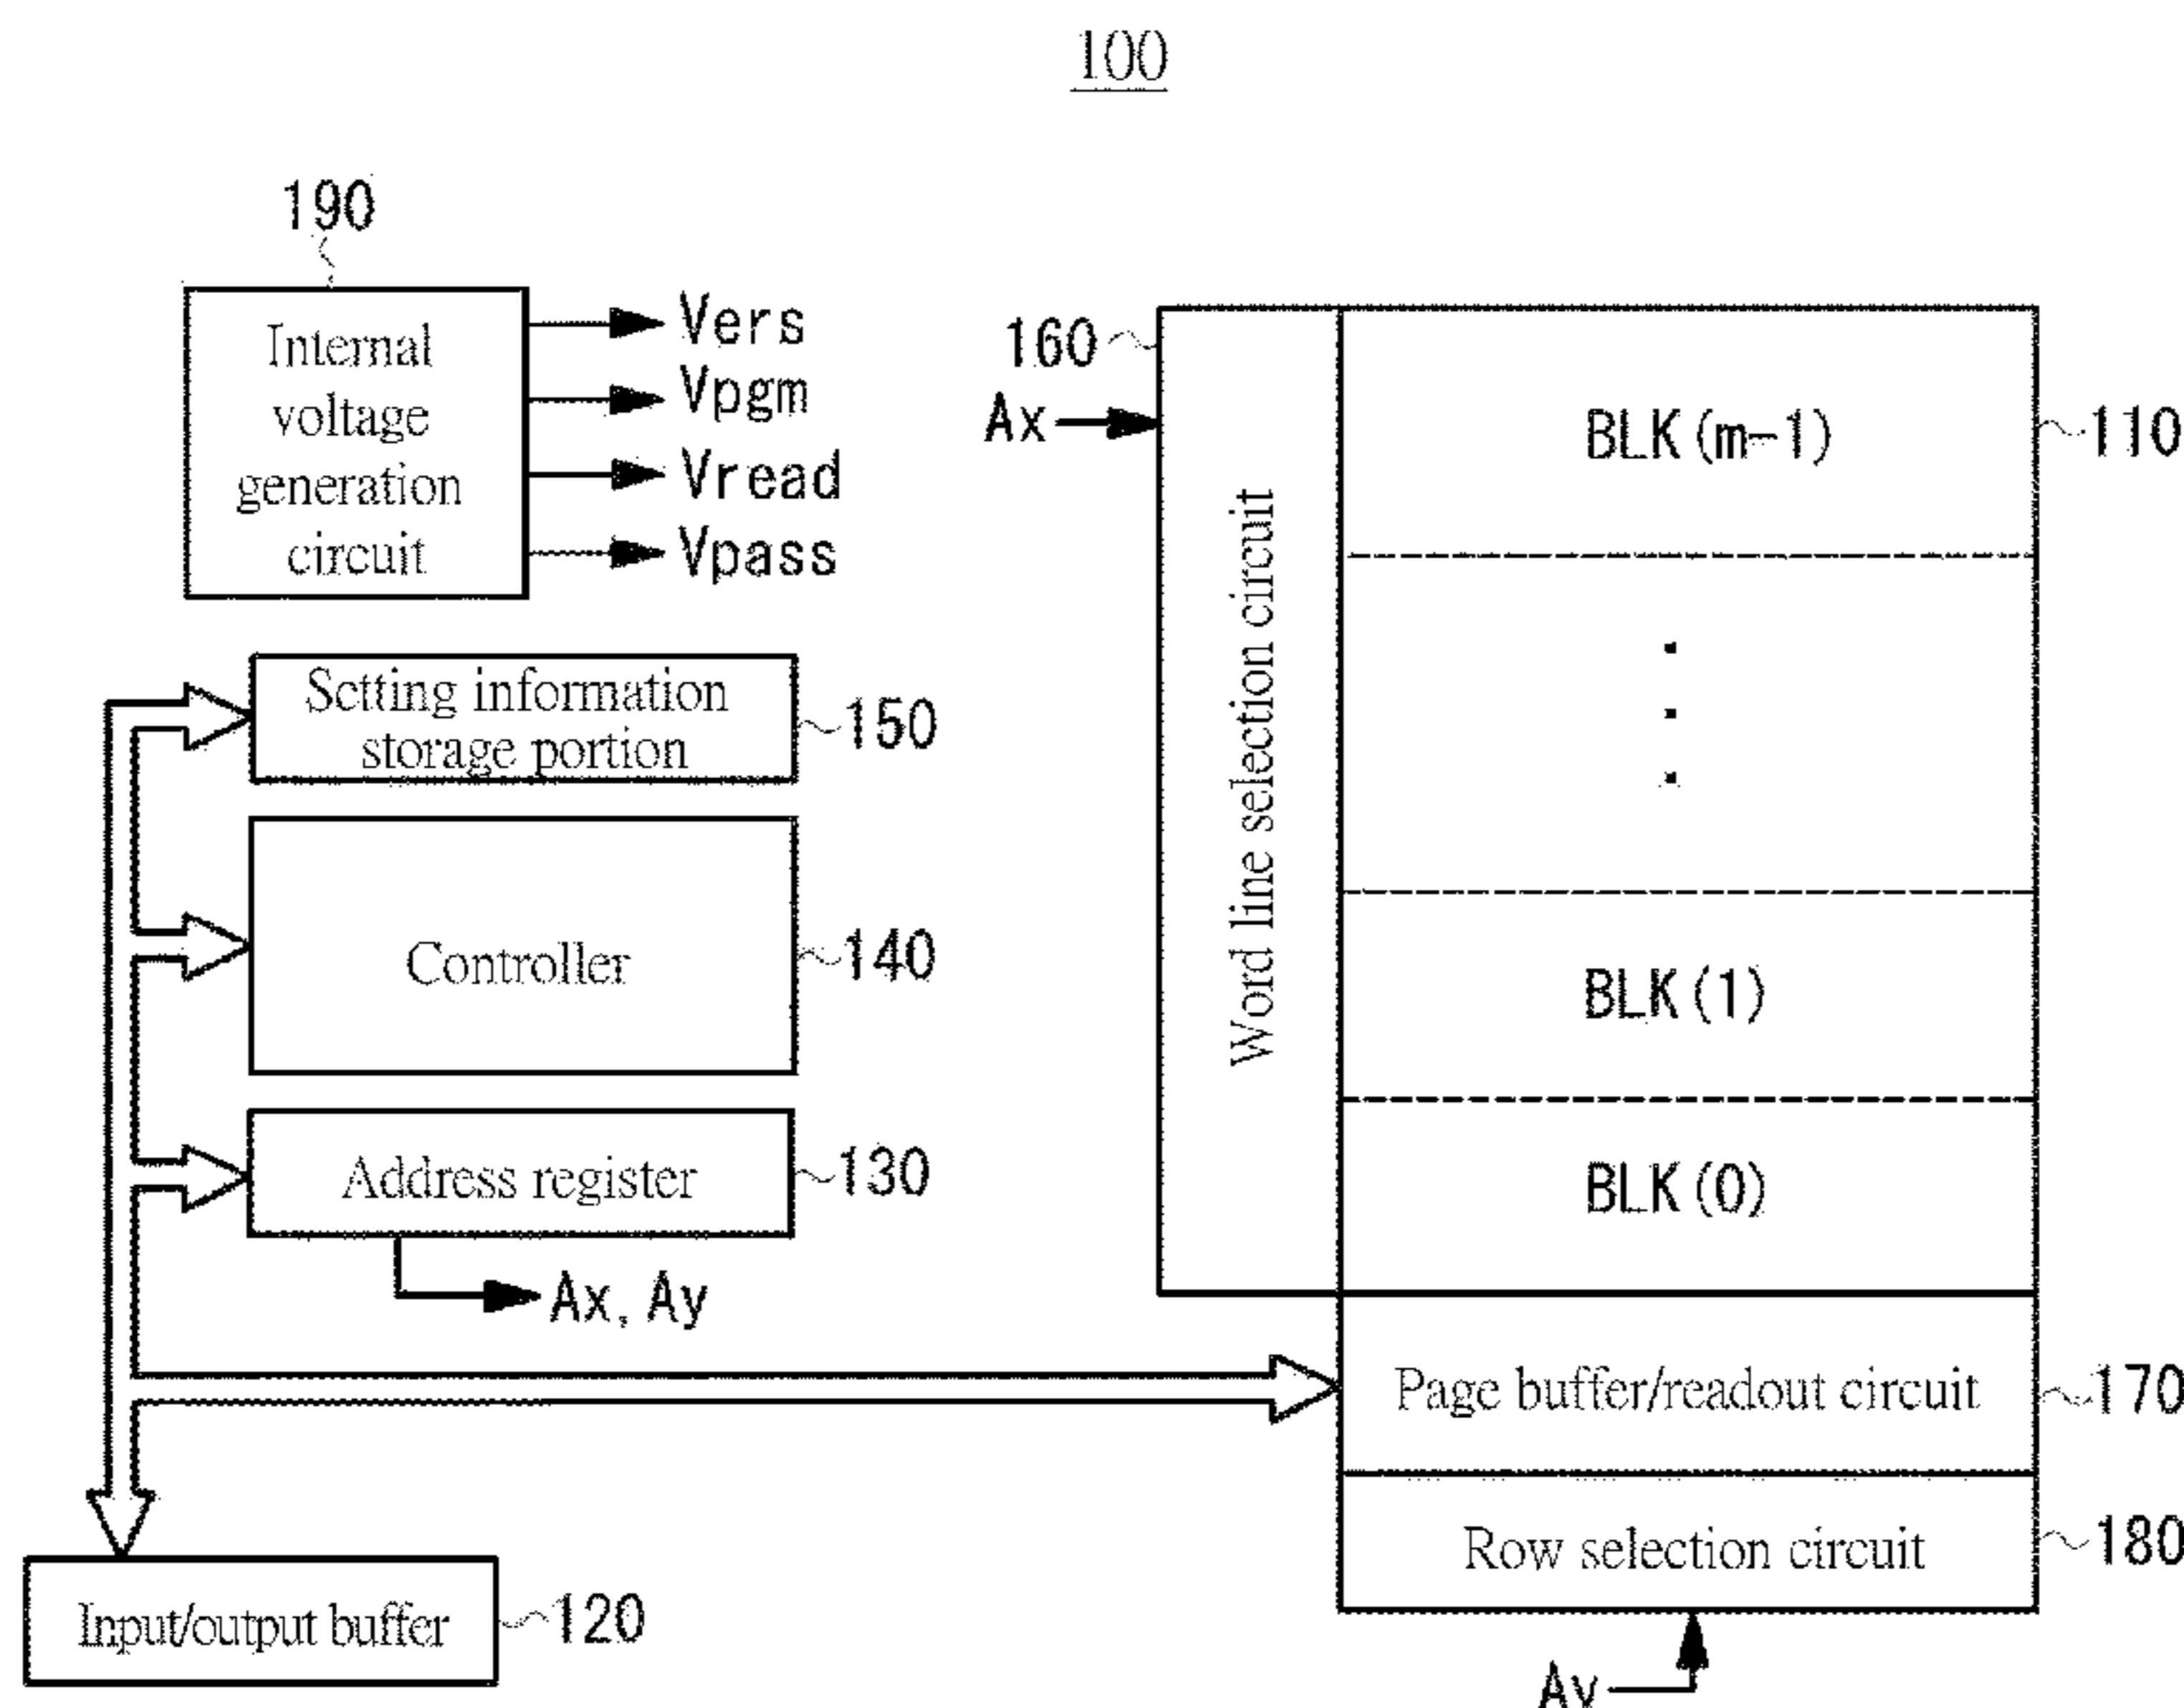 100
190
Internal
voltage
generation
circuit
Vers
Vpgm
Vread
Vpass
Sctting information
storage portion
150
Controller
140
Address register
130
Ax, Ay
Input/output buffer
120
160
Ax
Word line selection circuit
BLK(m-1)
110
BLK(1)
BLK(0)
Page buffer/readout circuit
170
Row selection circuit
180
Ay